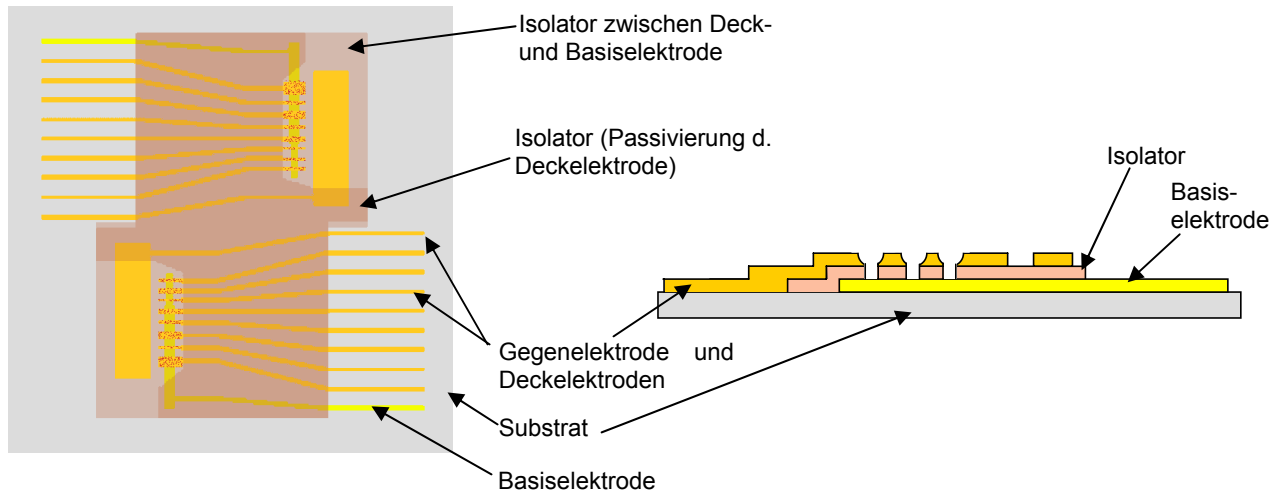 Isolator zwischen Deck-
und Basiselektrode
Isolator (Passivierung d.
Deckelektrode)
Isolator
Basis-
elektrode
Gegenelektrode und
Deckelektroden
Substrat
Basiselektrode